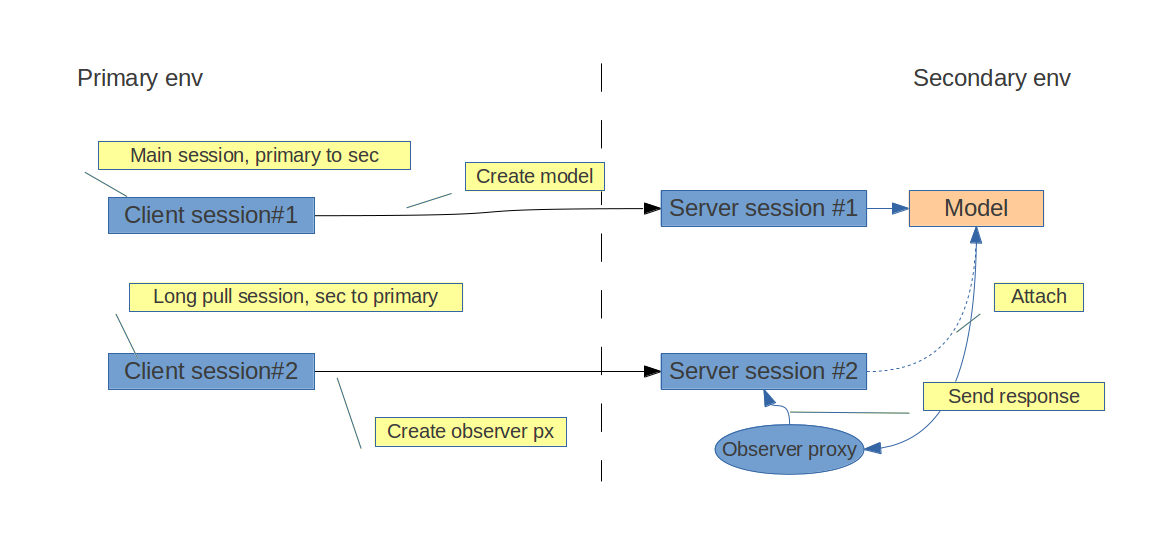 Primary env
Secondary env
Main session, primary to sec
Create model
Client session#1
Server session #1
Model
Long pull session, sec to primary
Attach
Client session#2
Server session #2
Send response
Create observer px
Observer proxy